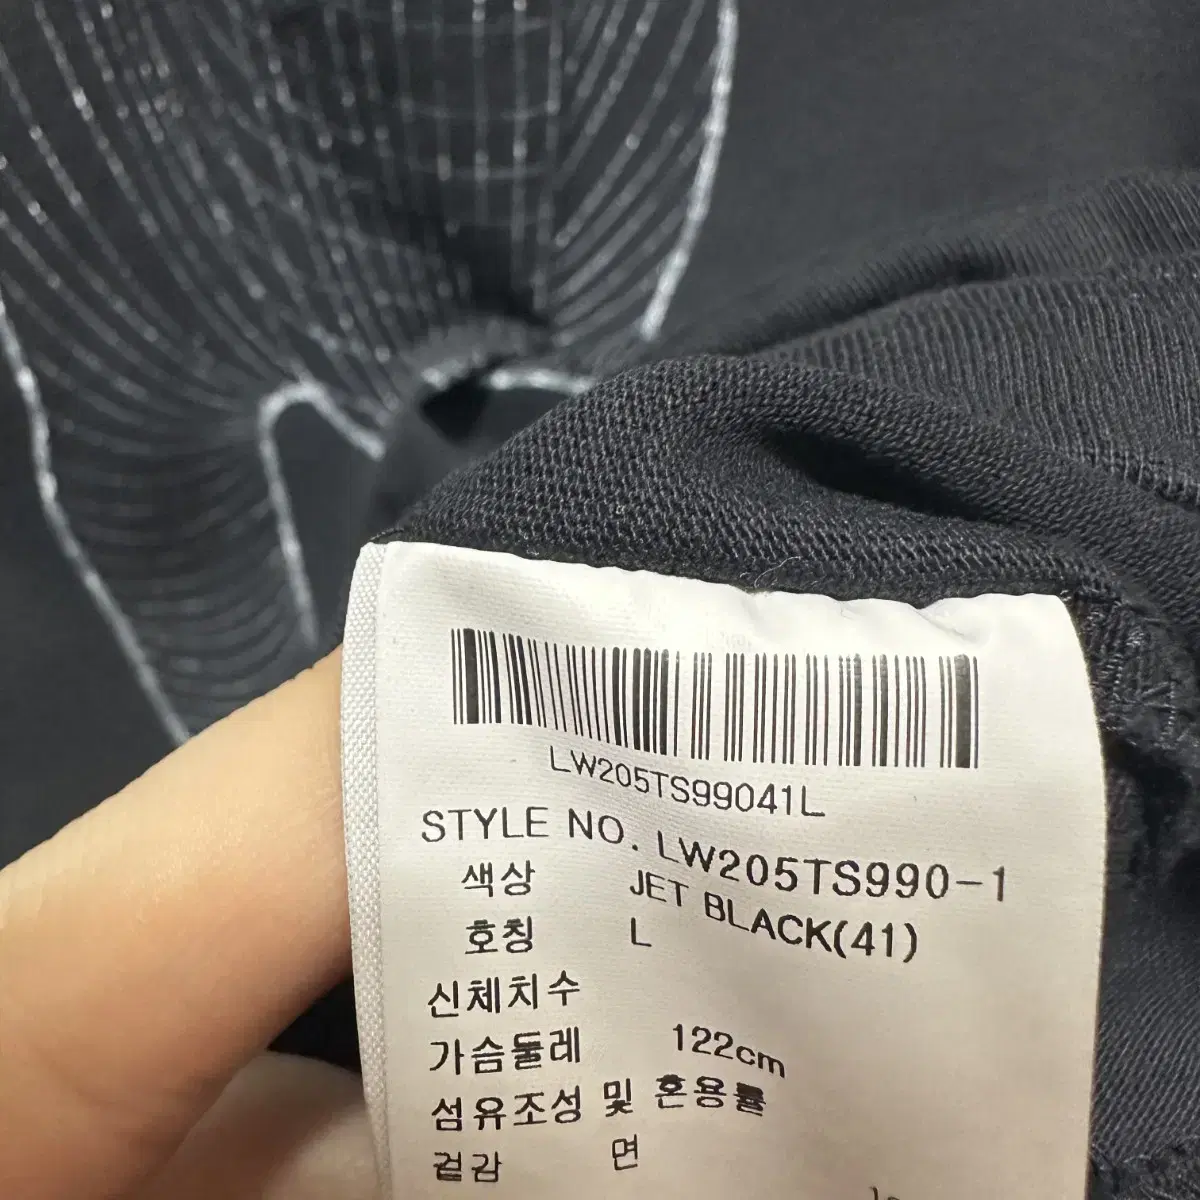 LW205TS99041L
STYLE NO. LW205TS990-1
색상 JET BLACK(41)
호칭 L
신체치수
가슴둘레 122cm
섬유조성 및 혼용률
겉감 면